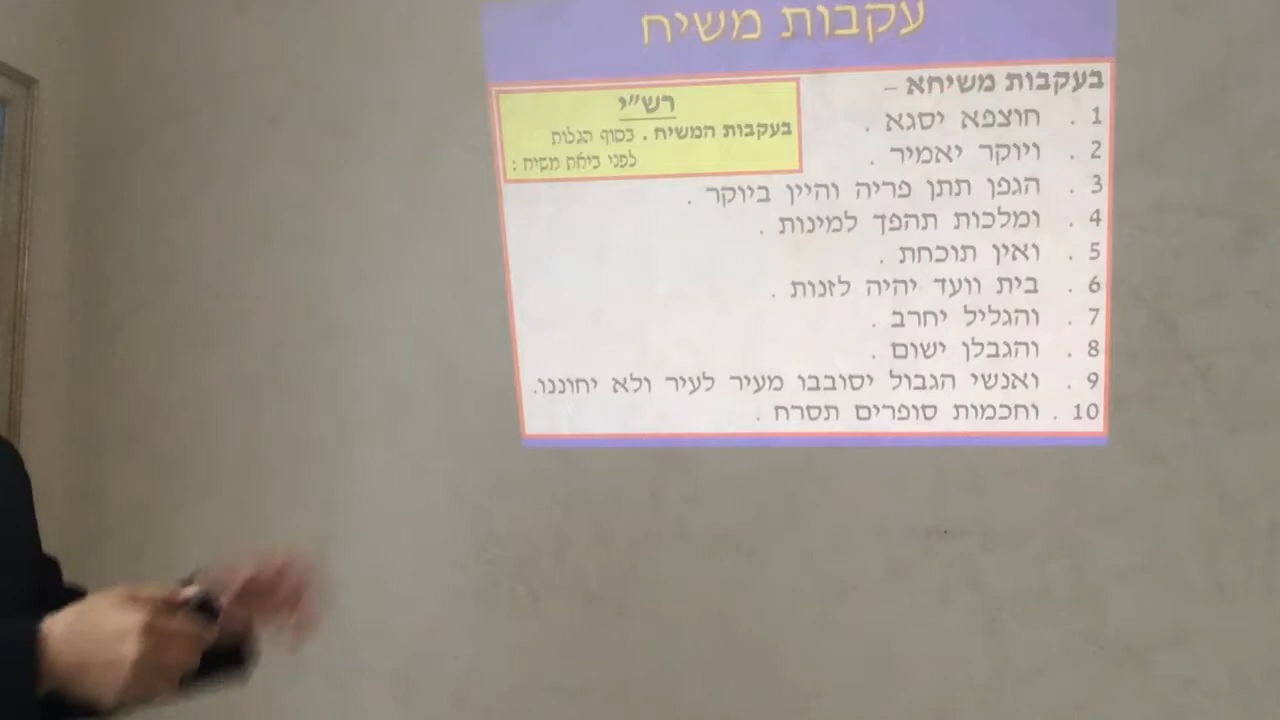 עקבות משיח
בעקבות משיחא –
רש״י
בעקבות המשיח . בסוף הגלות
לפני ביאת משיח :
1 . חוצפא יסגא .
2 . ויוקר יאמיר .
3 . הגפן תתן פריה והיין ביוקר .
4 . ומלכות תהפך למינות .
5 . ואין תוכחת .
6 . בית וועד יהיה לזנות .
7 . והגליל יחרב .
8 . והגבלן ישום .
9 . ואנשי הגבול יסובבו מעיר לעיר ולא יחוננו.
10 . וחכמות סופרים תסרח .